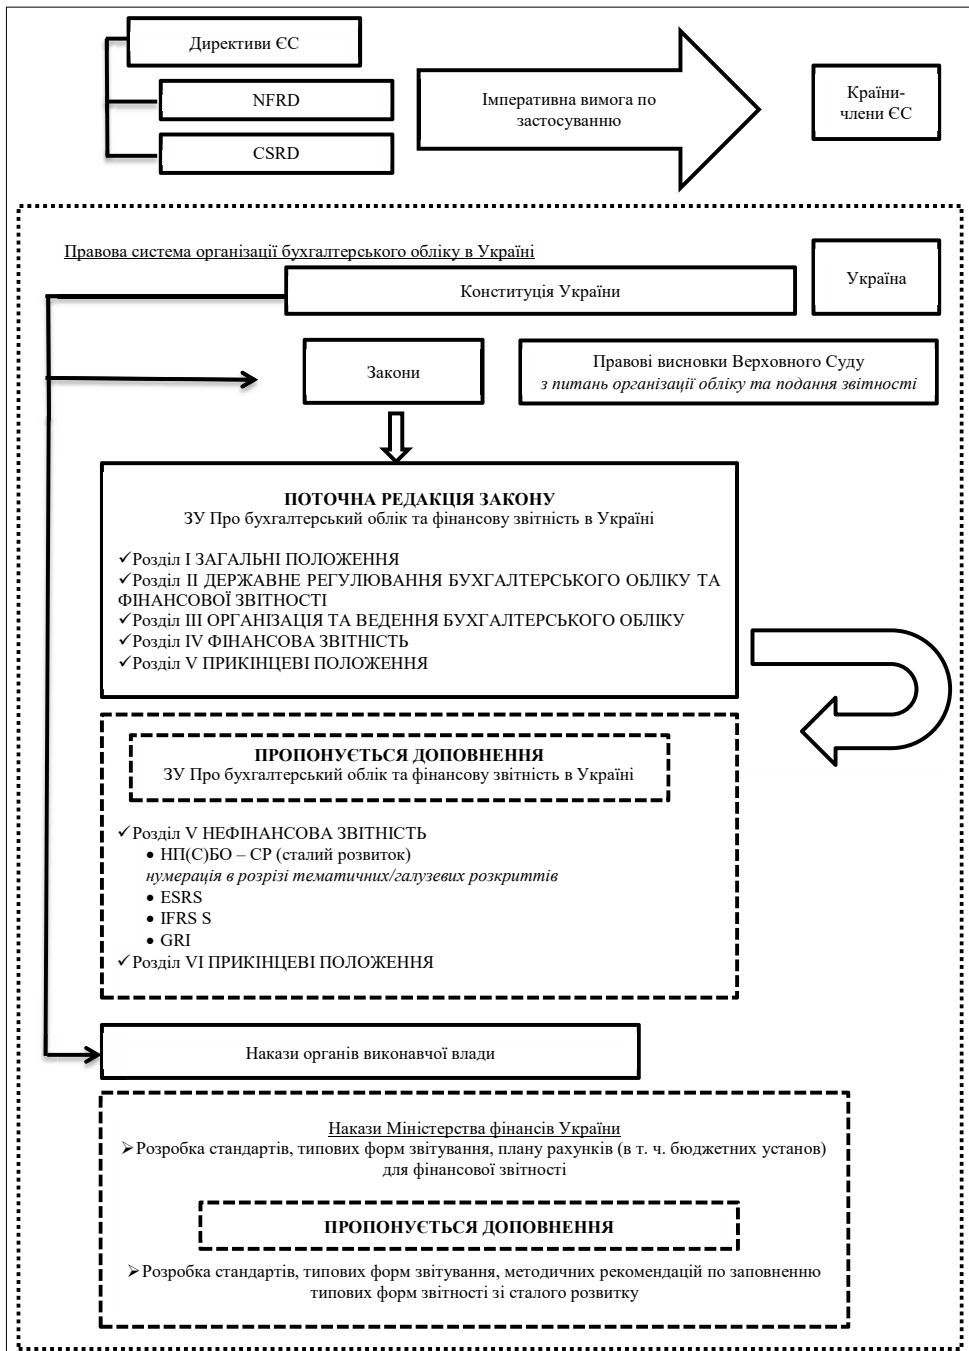 Директиви ЄС
NFRD
CSRD
Імперативна вимога по
застосуванню
Країни-
члени ЄС
Правова система організації бухгалтерського обліку в Україні
Україна
Конституція України
Закони
Правові висновки Верховного Суду
з питань організації обліку та подання звітності
ПОТОЧНА РЕДАКЦІЯ ЗАКОНУ
ЗУ Про бухгалтерський облік та фінансову звітність в Україні
✓Розділ I ЗАГАЛЬНІ ПОЛОЖЕННЯ
✓Розділ II ДЕРЖАВНЕ РЕГУЛЮВАННЯ БУХГАЛТЕРСЬКОГО ОБЛІКУ ТА
ФІНАНСОВОЇ ЗВІТНОСТІ
✓Розділ III ОРГАНІЗАЦІЯ ТА ВЕДЕННЯ БУХГАЛТЕРСЬКОГО ОБЛІКУ
✓Розділ IV ФІНАНСОВА ЗВІТНІСТЬ
✓Розділ V ПРИКІНЦЕВІ ПОЛОЖЕННЯ
ПРОПОНУЄТЬСЯ ДОПОВНЕННЯ
ЗУ Про бухгалтерський облік та фінансову звітність в Україні
✓Розділ V НЕФІНАНСОВА ЗВІТНІСТЬ
• НП(С)БО – СР (сталий розвиток)
нумерація в розрізі тематичних/галузевих розкриттів
• ESRS
• IFRS S
• GRI
✓Розділ VI ПРИКІНЦЕВІ ПОЛОЖЕННЯ
Накази органів виконавчої влади
Накази Міністерства фінансів України
➢Розробка стандартів, типових форм звітування, плану рахунків (в т. ч. бюджетних установ)
для фінансової звітності
ПРОПОНУЄТЬСЯ ДОПОВНЕННЯ
➢Розробка стандартів, типових форм звітування, методичних рекомендацій по заповненню
типових форм звітності зі сталого розвитку